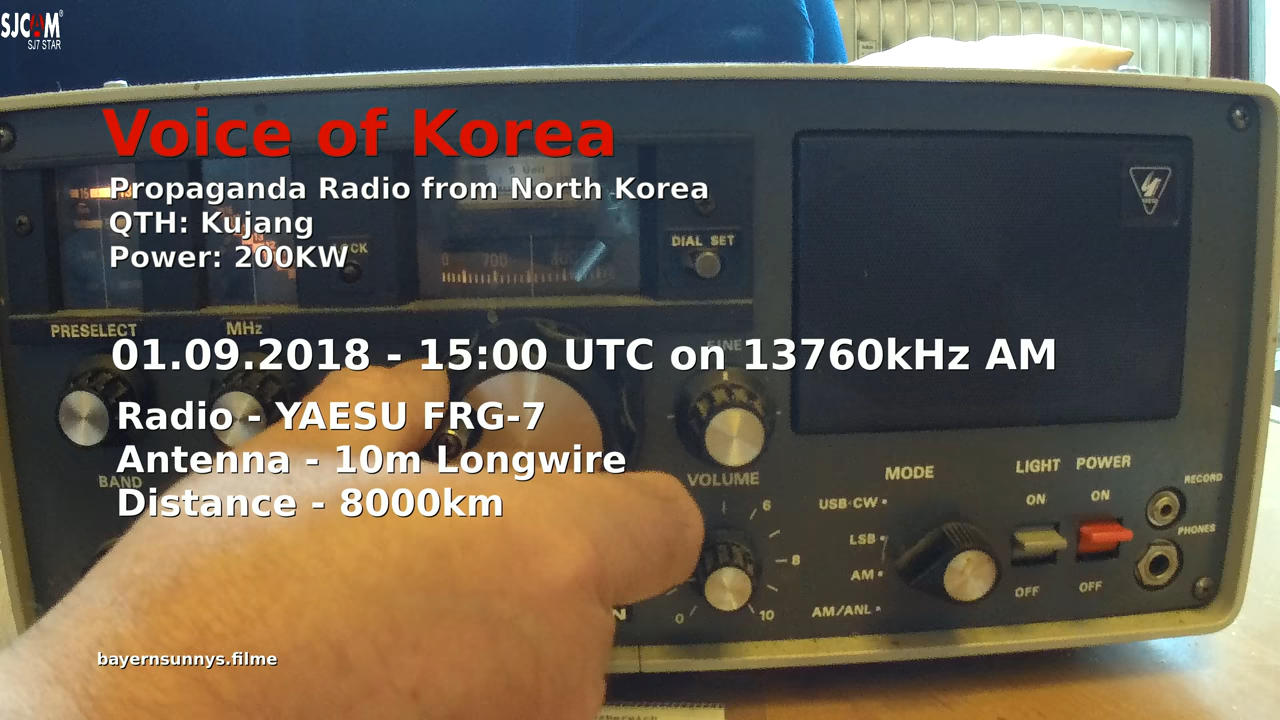 SJCAM
SJ7 STAR
Voice of Korea
Propaganda Radio from North Korea
QTH: Kujang
Power: 200KW
DIAL SET
PRESELECT
MHz
01.09.2018 - 15:00 UTC on 13760kHz AM
FINE
Radio - YAESU FRG-7
Antenna - 10m Longwire
Distance - 8000km
BAND
VOLUME
6
8
10
0
MODE
USB·CW
LSB
AM
AM/ANL
LIGHT
ON
OFF
POWER
ON
OFF
RECORD
PHONES
bayernsunnys.filme